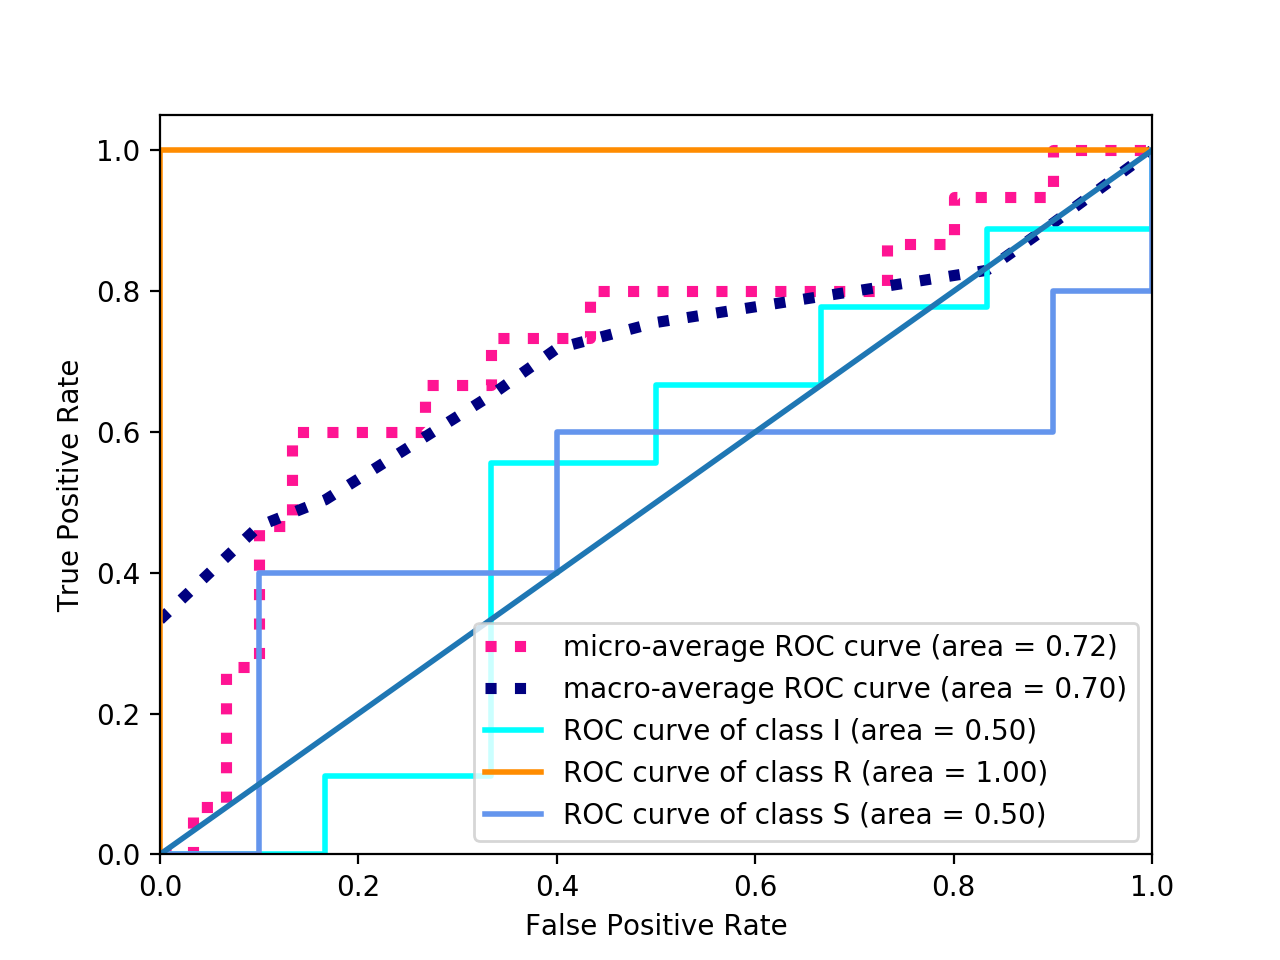 1.0
0.8
0.6
0.4
0.2
0.0
True Positive Rate
micro-average ROC curve (area = 0.72)
macro-average ROC curve (area = 0.70)
ROC curve of class I (area = 0.50)
ROC curve of class R (area = 1.00)
ROC curve of class S (area = 0.50)
0.0 0.2 0.4 0.6 0.8 1.0
False Positive Rate